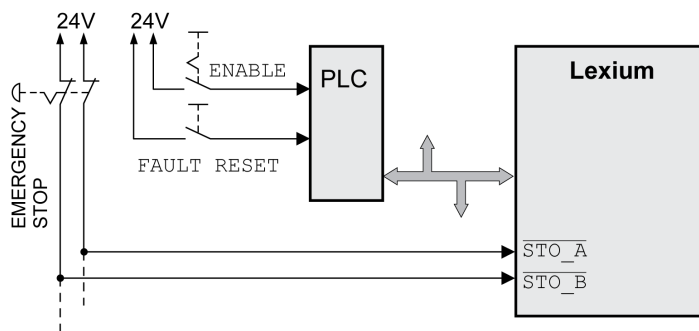 24V 24V
ENABLE
PLC
Lexium
FAULT RESET
EMERGENCY
STOP
STO_A
STO_B